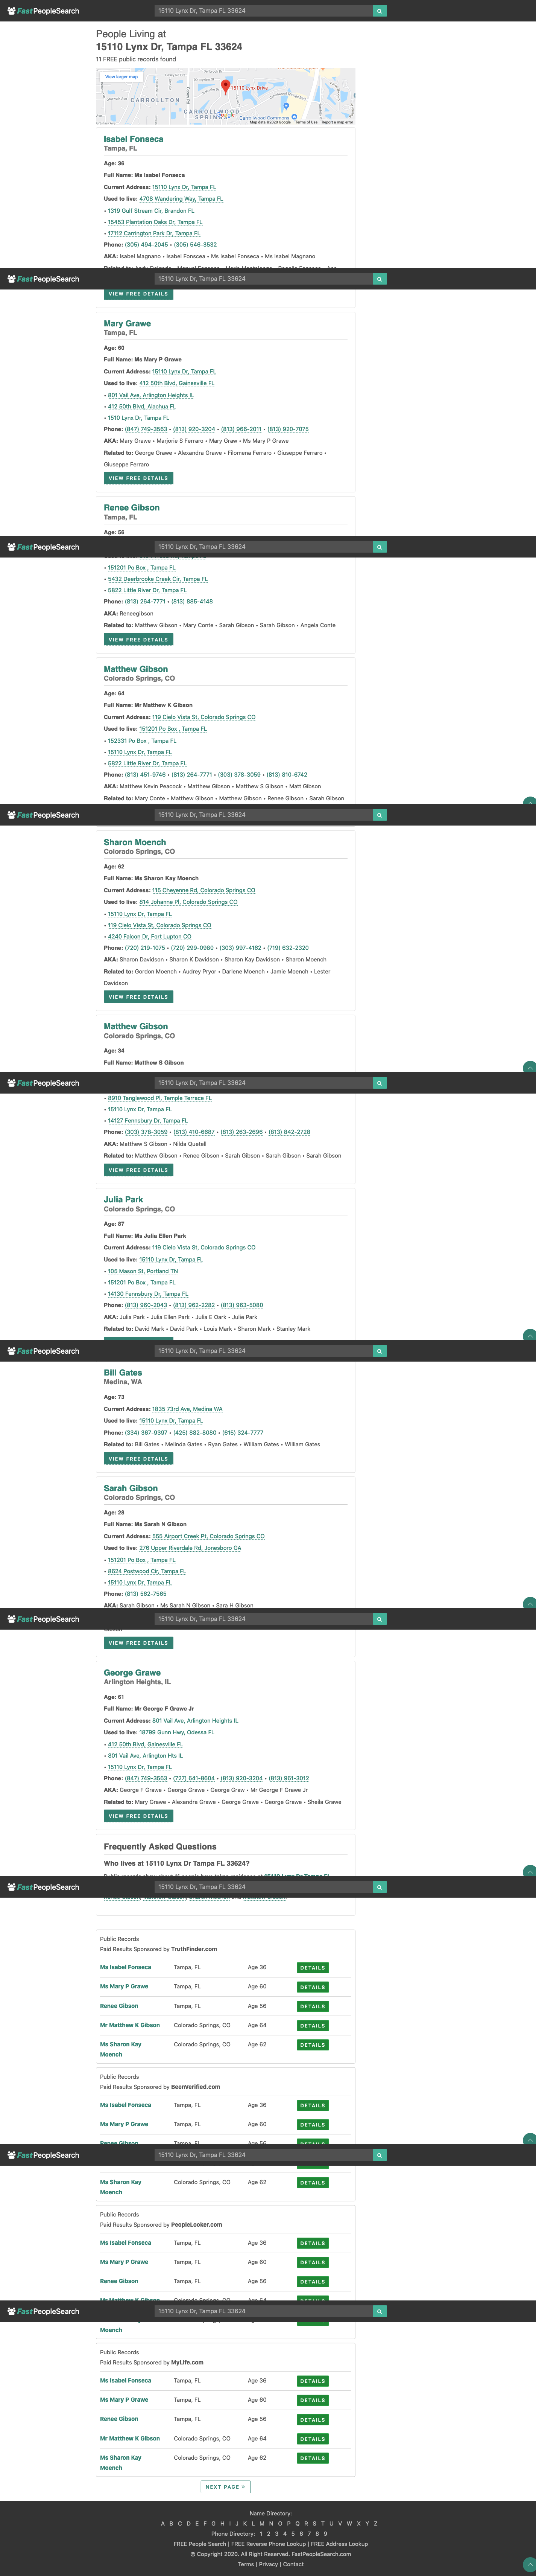 FastPeopleSearch
15110 Lynx Dr, Tampa FL 33624
People Living at
15110 Lynx Dr, Tampa FL 33624
11 FREE public records found
View larger map
15110 Lynx Drive
CARROLLTON
CARROLLWOOD
SPRINGS
Carrollwood Commons
Map data ©2020 Google Terms of Use Report a map error
Isabel Fonseca
Tampa, FL
Age: 36
Full Name: Ms Isabel Fonseca
Current Address: 15110 Lynx Dr, Tampa FL
Used to live: 4708 Wandering Way, Tampa FL
• 1319 Gulf Stream Cir, Brandon FL
• 15453 Plantation Oaks Dr, Tampa FL
• 17112 Carrington Park Dr, Tampa FL
Phone: (305) 494-2045 • (305) 546-3532
AKA: Isabel Magnano • Isabel Fonscea • Ms Isabel Fonseca • Ms Isabel Magnano
FastPeopleSearch
15110 Lynx Dr, Tampa FL 33624
VIEW FREE DETAILS
Mary Grawe
Tampa, FL
Age: 60
Full Name: Ms Mary P Grawe
Current Address: 15110 Lynx Dr, Tampa FL
Used to live: 412 50th Blvd, Gainesville FL
• 801 Vail Ave, Arlington Heights IL
• 412 50th Blvd, Alachua FL
• 1510 Lynx Dr, Tampa FL
Phone: (847) 749-3563 • (813) 920-3204 • (813) 966-2011 • (813) 920-7075
AKA: Mary Grawe • Marjorie S Ferraro • Mary Graw • Ms Mary P Grawe
Related to: George Grawe • Alexandra Grawe • Filomena Ferraro • Giuseppe Ferraro •
Giuseppe Ferraro
VIEW FREE DETAILS
Renee Gibson
Tampa, FL
Age: 56
FastPeopleSearch
15110 Lynx Dr, Tampa FL 33624
• 151201 Po Box , Tampa FL
• 5432 Deerbrooke Creek Cir, Tampa FL
• 5822 Little River Dr, Tampa FL
Phone: (813) 264-7771 • (813) 885-4148
AKA: Reneegibson
Related to: Matthew Gibson • Mary Conte • Sarah Gibson • Sarah Gibson • Angela Conte
VIEW FREE DETAILS
Matthew Gibson
Colorado Springs, CO
Age: 64
Full Name: Mr Matthew K Gibson
Current Address: 119 Cielo Vista St, Colorado Springs CO
Used to live: 151201 Po Box , Tampa FL
• 152331 Po Box , Tampa FL
• 15110 Lynx Dr, Tampa FL
• 5822 Little River Dr, Tampa FL
Phone: (813) 451-9746 • (813) 264-7771 • (303) 378-3059 • (813) 810-6742
AKA: Matthew Kevin Peacock • Matthew Gibson • Matthew S Gibson • Matt Gibson
Related to: Mary Conte • Matthew Gibson • Matthew Gibson • Renee Gibson • Sarah Gibson
FastPeopleSearch
15110 Lynx Dr, Tampa FL 33624
Sharon Moench
Colorado Springs, CO
Age: 62
Full Name: Ms Sharon Kay Moench
Current Address: 115 Cheyenne Rd, Colorado Springs CO
Used to live: 814 Johanne Pl, Colorado Springs CO
• 15110 Lynx Dr, Tampa FL
• 119 Cielo Vista St, Colorado Springs CO
• 4240 Falcon Dr, Fort Lupton CO
Phone: (720) 219-1075 • (720) 299-0980 • (303) 997-4162 • (719) 632-2320
AKA: Sharon Davidson • Sharon K Davidson • Sharon Kay Davidson • Sharon Moench
Related to: Gordon Moench • Audrey Pryor • Darlene Moench • Jamie Moench • Lester
Davidson
VIEW FREE DETAILS
Matthew Gibson
Colorado Springs, CO
Age: 34
Full Name: Matthew S Gibson
FastPeopleSearch
15110 Lynx Dr, Tampa FL 33624
• 8910 Tanglewood Pl, Temple Terrace FL
• 15110 Lynx Dr, Tampa FL
• 14127 Fennsbury Dr, Tampa FL
Phone: (303) 378-3059 • (813) 410-6687 • (813) 263-2696 • (813) 842-2728
AKA: Matthew S Gibson • Nilda Quetell
Related to: Matthew Gibson • Renee Gibson • Sarah Gibson • Sarah Gibson • Sarah Gibson
VIEW FREE DETAILS
Julia Park
Colorado Springs, CO
Age: 87
Full Name: Ms Julia Ellen Park
Current Address: 119 Cielo Vista St, Colorado Springs CO
Used to live: 15110 Lynx Dr, Tampa FL
• 105 Mason St, Portland TN
• 151201 Po Box , Tampa FL
• 14130 Fennsbury Dr, Tampa FL
Phone: (813) 960-2043 • (813) 962-2282 • (813) 963-5080
AKA: Julia Park • Julia Ellen Park • Julia E Oark • Julie Park
Related to: David Mark • David Park • Louis Mark • Sharon Mark • Stanley Mark
FastPeopleSearch
15110 Lynx Dr, Tampa FL 33624
Bill Gates
Medina, WA
Age: 73
Current Address: 1835 73rd Ave, Medina WA
Used to live: 15110 Lynx Dr, Tampa FL
Phone: (334) 367-9397 • (425) 882-8080 • (615) 324-7777
Related to: Bill Gates • Melinda Gates • Ryan Gates • William Gates • William Gates
VIEW FREE DETAILS
Sarah Gibson
Colorado Springs, CO
Age: 28
Full Name: Ms Sarah N Gibson
Current Address: 555 Airport Creek Pt, Colorado Springs CO
Used to live: 276 Upper Riverdale Rd, Jonesboro GA
• 151201 Po Box , Tampa FL
• 8624 Postwood Cir, Tampa FL
• 15110 Lynx Dr, Tampa FL
Phone: (813) 562-7565
AKA: Sarah Gibson • Ms Sarah N Gibson • Sara H Gibson
FastPeopleSearch
15110 Lynx Dr, Tampa FL 33624
VIEW FREE DETAILS
George Grawe
Arlington Heights, IL
Age: 61
Full Name: Mr George F Grawe Jr
Current Address: 801 Vail Ave, Arlington Heights IL
Used to live: 18799 Gunn Hwy, Odessa FL
• 412 50th Blvd, Gainesville FL
• 801 Vail Ave, Arlington Hts IL
• 15110 Lynx Dr, Tampa FL
Phone: (847) 749-3563 • (727) 641-8604 • (813) 920-3204 • (813) 961-3012
AKA: George F Grawe • George Grawe • George Graw • Mr George F Grawe Jr
Related to: Mary Grawe • Alexandra Grawe • George Grawe • George Grawe • Sheila Grawe
VIEW FREE DETAILS
Frequently Asked Questions
Who lives at 15110 Lynx Dr Tampa FL 33624?
FastPeopleSearch
15110 Lynx Dr, Tampa FL 33624
Public Records
Paid Results Sponsored by TruthFinder.com
Ms Isabel Fonseca Tampa, FL Age 36 DETAILS
Ms Mary P Grawe Tampa, FL Age 60 DETAILS
Renee Gibson Tampa, FL Age 56 DETAILS
Mr Matthew K Gibson Colorado Springs, CO Age 64 DETAILS
Ms Sharon Kay Colorado Springs, CO Age 62 DETAILS
Moench
Public Records
Paid Results Sponsored by BeenVerified.com
Ms Isabel Fonseca Tampa, FL Age 36 DETAILS
Ms Mary P Grawe Tampa, FL Age 60 DETAILS
Renee Gibson Tampa, FL Age 56 DETAILS
FastPeopleSearch
15110 Lynx Dr, Tampa FL 33624
Ms Sharon Kay Colorado Springs, CO Age 62 DETAILS
Moench
Public Records
Paid Results Sponsored by PeopleLooker.com
Ms Isabel Fonseca Tampa, FL Age 36 DETAILS
Ms Mary P Grawe Tampa, FL Age 60 DETAILS
Renee Gibson Tampa, FL Age 56 DETAILS
Mr Matthew K Gibson Colorado Springs, CO Age 64 DETAILS
FastPeopleSearch
15110 Lynx Dr, Tampa FL 33624
Moench
Public Records
Paid Results Sponsored by MyLife.com
Ms Isabel Fonseca Tampa, FL Age 36 DETAILS
Ms Mary P Grawe Tampa, FL Age 60 DETAILS
Renee Gibson Tampa, FL Age 56 DETAILS
Mr Matthew K Gibson Colorado Springs, CO Age 64 DETAILS
Ms Sharon Kay Colorado Springs, CO Age 62 DETAILS
Moench
NEXT PAGE »
Name Directory:
A B C D E F G H I J K L M N O P Q R S T U V W X Y Z
Phone Directory: 1 2 3 4 5 6 7 8 9
FREE People Search | FREE Reverse Phone Lookup | FREE Address Lookup
© Copyright 2020. All Right Reserved. FastPeopleSearch.com
Terms | Privacy | Contact